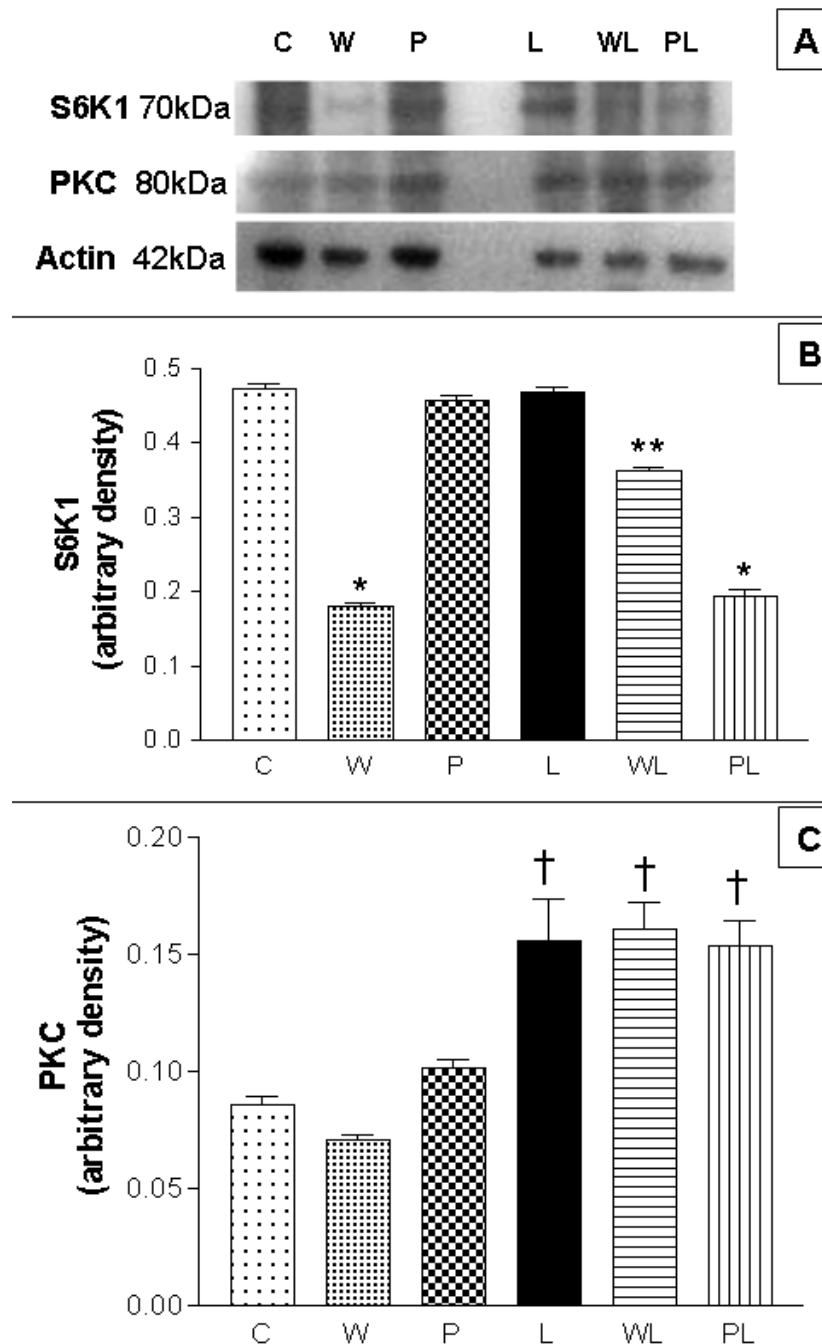 C W P L WL PL A
S6K1 70kDa
PKC 80kDa
Actin 42kDa
B
S6K1
(arbitrary density)
0.5
0.4
0.3
0.2
0.1
0.0
*
**
*
C W P L WL PL
C
PKC
(arbitrary density)
0.20
0.15
0.10
0.05
0.00
† † †
C W P L WL PL